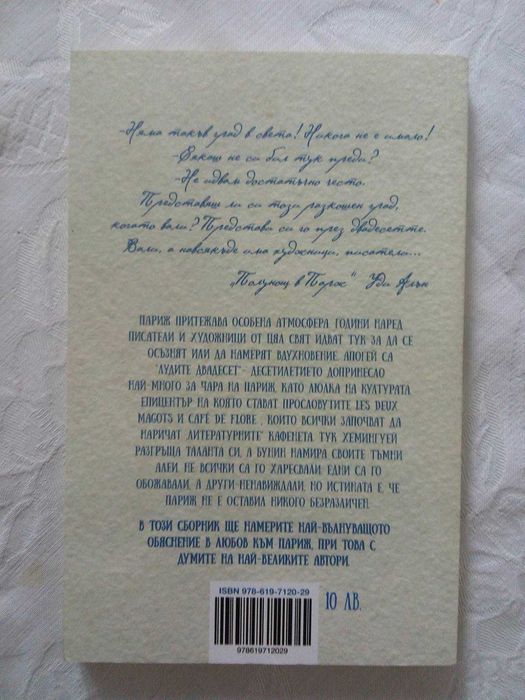 -Няма такъв град в света! Никога не е имало!
-Сякаш не си бил тук преди?
-Не идвам достатъчно често.
Представяш ли си този разкошен град,
когато вали? Представи си го през двадесетте.
Вали, а навсякъде има художници, писатели...
„Полунощ в Париж" Уди Алън
ПАРИЖ ПРИТЕЖАВА ОСОБЕНА АТМОСФЕРА. ГОДИНИ НАРЕД
ПИСАТЕЛИ И ХУДОЖНИЦИ ОТ ЦЯЛ СВЯТ ИДВАТ ТУК ЗА ДА СЕ
ОСЪЗНЯТ ИЛИ ДА НАМЕРЯТ ВДЪХНОВЕНИЕ. АПОГЕЙ СА
"ЛУДИТЕ ДВАДЕСЕТ"- ДЕСЕТИЛЕТИЕТО ДОПРИНЕСЛО
НАЙ-МНОГО ЗА ЧАРА НА ПАРИЖ, КАТО ЛЮЛКА НА КУЛТУРАТА
ЕПИЦЕНТЪР НА КОЯТО СТАВАТ ПРОСЛОВУТИТЕ LES DEUX
MAGOTS И CAFÉ DE FLORE , КОИТО ВСИЧКИ ЗАПОЧВАТ ДА
НАРИЧАТ ЛИТЕРАТУРНИТЕ" КАФЕНЕТА. ТУК ХЕМИНГУЕЙ
РАЗГРЪЩА ТАЛАНТА СИ, А БУНИН НАМИРА СВОИТЕ ТЪМНИ
АЛЕИ. НЕ ВСИЧКИ СА ГО ХАРЕСВАЛИ. ЕДНИ СА ГО
ОБОЖАВАЛИ, А ДРУГИ-НЕНАВИЖДАЛИ, НО ИСТИНАТА Е, ЧЕ
ПАРИЖ НЕ Е ОСТАВИЛ НИКОГО БЕЗРАЗЛИЧЕН.
В ТОЗИ СБОРНИК ЩЕ НАМЕРИТЕ НАЙ-ВЪЛНУВАЩОТО
ОБЯСНЕНИЕ В ЛЮБОВ КЪМ ПАРИЖ, ПРИ ТОВА С
ДУМИТЕ НА НАЙ-ВЕЛИКИТЕ АВТОРИ.
ISBN 978-619-7120-29
10 ЛВ.
978619712029